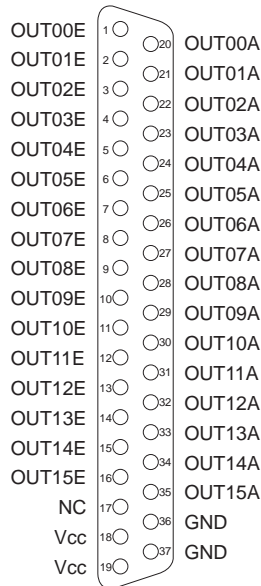 OUT00E 1
20 OUT00A
OUT01E 2
21 OUT01A
OUT02E 3
22 OUT02A
OUT03E 4
23 OUT03A
OUT04E 5
24 OUT04A
OUT05E 6
25 OUT05A
OUT06E 7
26 OUT06A
OUT07E 8
27 OUT07A
OUT08E 9
28 OUT08A
OUT09E 10
29 OUT09A
OUT10E 11
30 OUT10A
OUT11E 12
31 OUT11A
OUT12E 13
32 OUT12A
OUT13E 14
33 OUT13A
OUT14E 15
34 OUT14A
OUT15E 16
35 OUT15A
NC 17
36 GND
Vcc 18
37 GND
Vcc 19